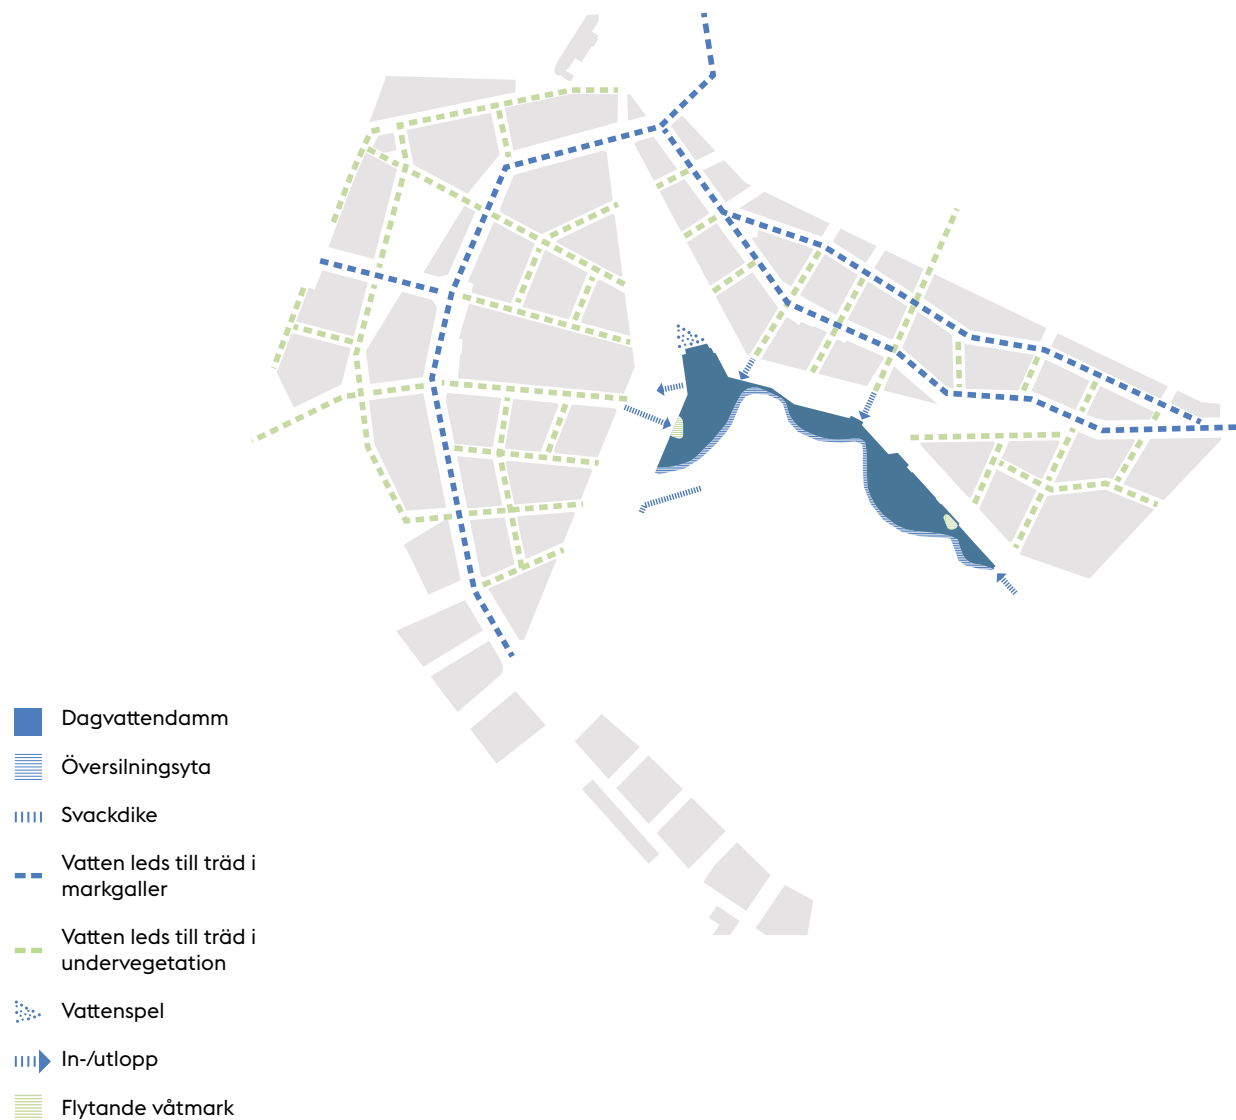 Dagvattendamm
Översilningsyta
Svackdike
Vatten leds till träd i
markgaller
Vatten leds till träd i
undervegetation
Vattenspel
In-/utlopp
Flytande våtmark